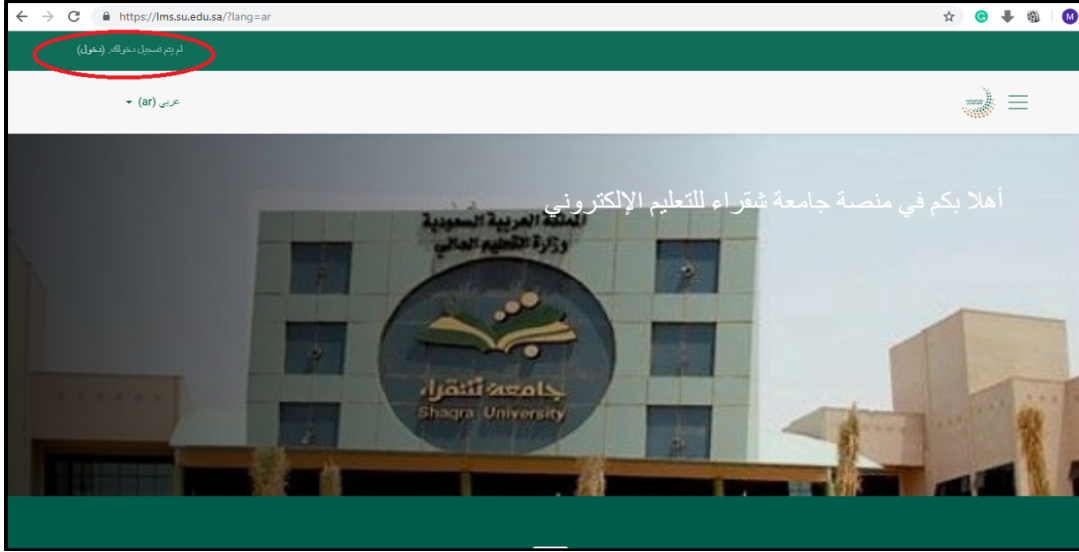 https://lms.su.edu.sa/?lang=ar
M
لم يتم تسجيل دخولك. (دخول)
عربي (ar)
أهلا بكم في منصة جامعة شقراء للتعليم الإلكتروني
المملكة العربية السعودية
وزارة التعليم العالي
جامعة شقراء
Shaqra University